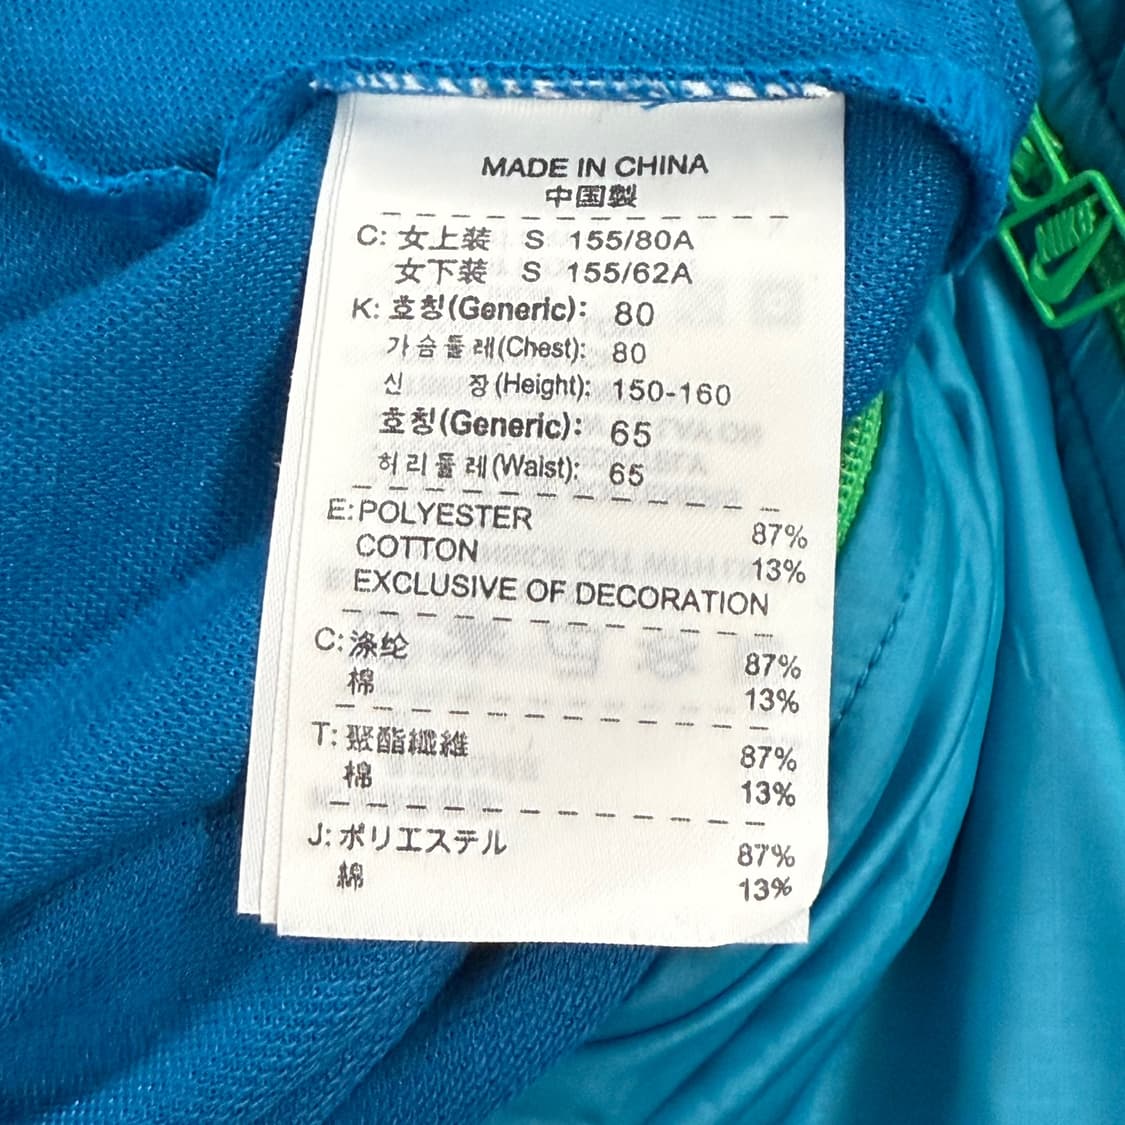 MADE IN CHINA
中国製
C: 女上装 S 155/80A
女下装 S 155/62A
K: 호칭(Generic): 80
가슴둘레(Chest): 80
신 장(Height): 150-160
호칭(Generic): 65
허리둘레(Waist): 65
E:POLYESTER 87%
COTTON 13%
EXCLUSIVE OF DECORATION
C:涤纶 87%
棉 13%
T:聚酯纖維 87%
棉 13%
J:ポリエステル 87%
綿 13%
NIKE